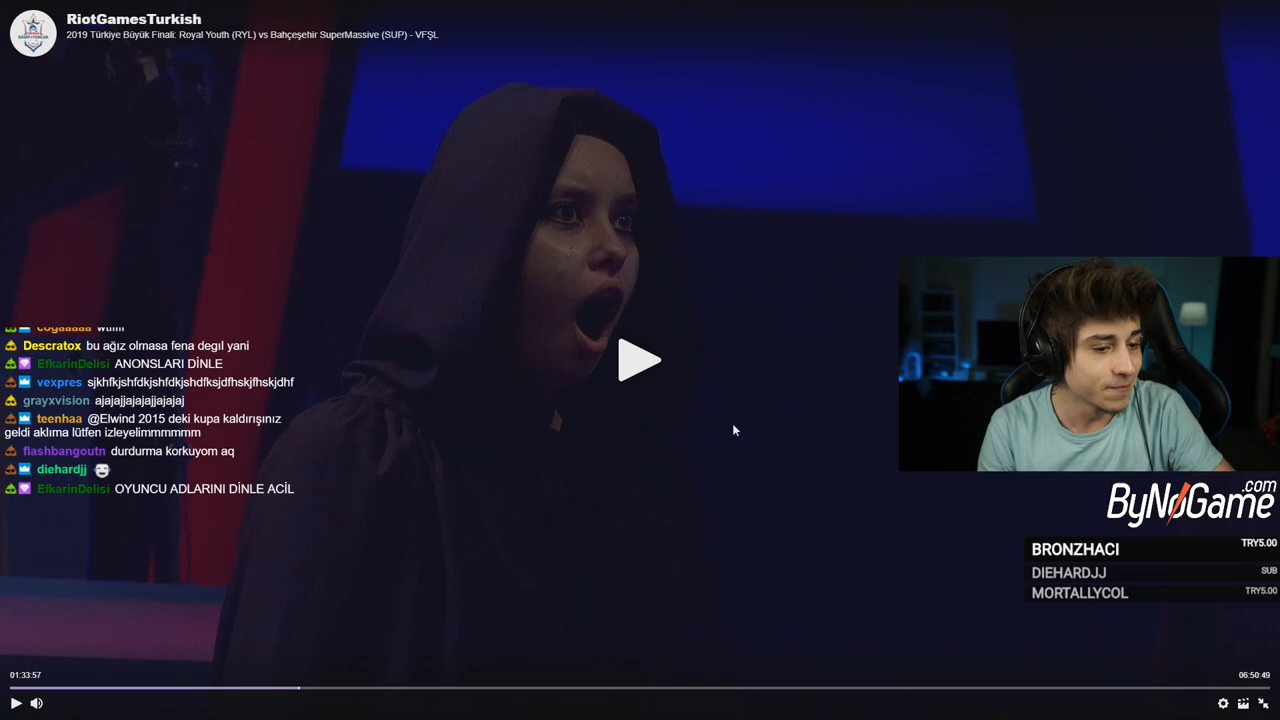 RiotGamesTurkish
2019 Türkiye Büyük Finali: Royal Youth (RYL) vs Bahçeşehir SuperMassive (SUP) - VFŞL
Descratox bu ağız olmasa fena degıl yani
EfkarinDelisi ANONSLARI DİNLE
vexpres sjkhfkjshfdkjshfdkjshdfksjdfhskjfhskjdhf
grayxvision ajajajjajajajjajajaj
teenhaa @Elwind 2015 deki kupa kaldırışınız
geldi aklıma lütfen izleyelimmmmmm
flashbangoutn durdurma korkuyom aq
diehardjj
EfkarinDelisi OYUNCU ADLARINI DİNLE ACİL
ByNoGame.com
BRONZHACI TRY5.00
DIEHARDJJ SUB
MORTALLYCOL TRY5.00
01:33:57 06:50:49